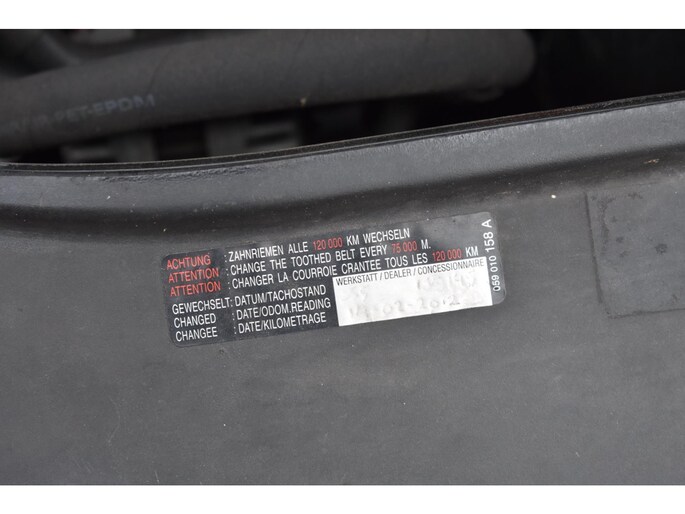 PET-EPDM
ACHTUNG : ZAHNRIEMEN ALLE 120 000 KM WECHSELN
ATTENTION : CHANGE THE TOOTHED BELT EVERY 75 000 M.
ATTENTION : CHANGER LA COURROIE CRANTEE TOUS LES 120 000 KM
WERKSTATT / DEALER / CONCESSIONNAIRE
GEWECHSELT: DATUM/TACHOSTAND
CHANGED : DATE/ODOM.READING
CHANGEE : DATE/KILOMETRAGE
059 010 158 A